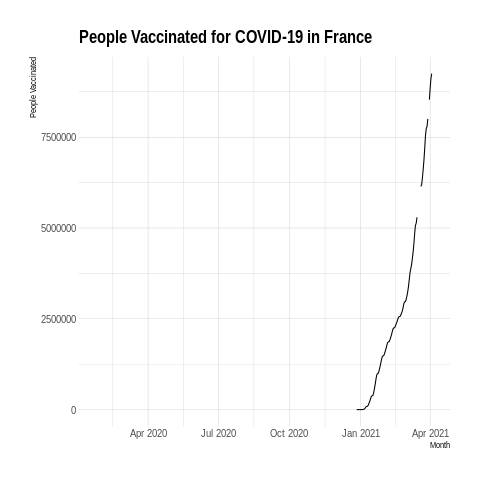 People Vaccinated for COVID-19 in France
People Vaccinated
7500000
5000000
2500000
0
Apr 2020 Jul 2020 Oct 2020 Jan 2021 Apr 2021
Month